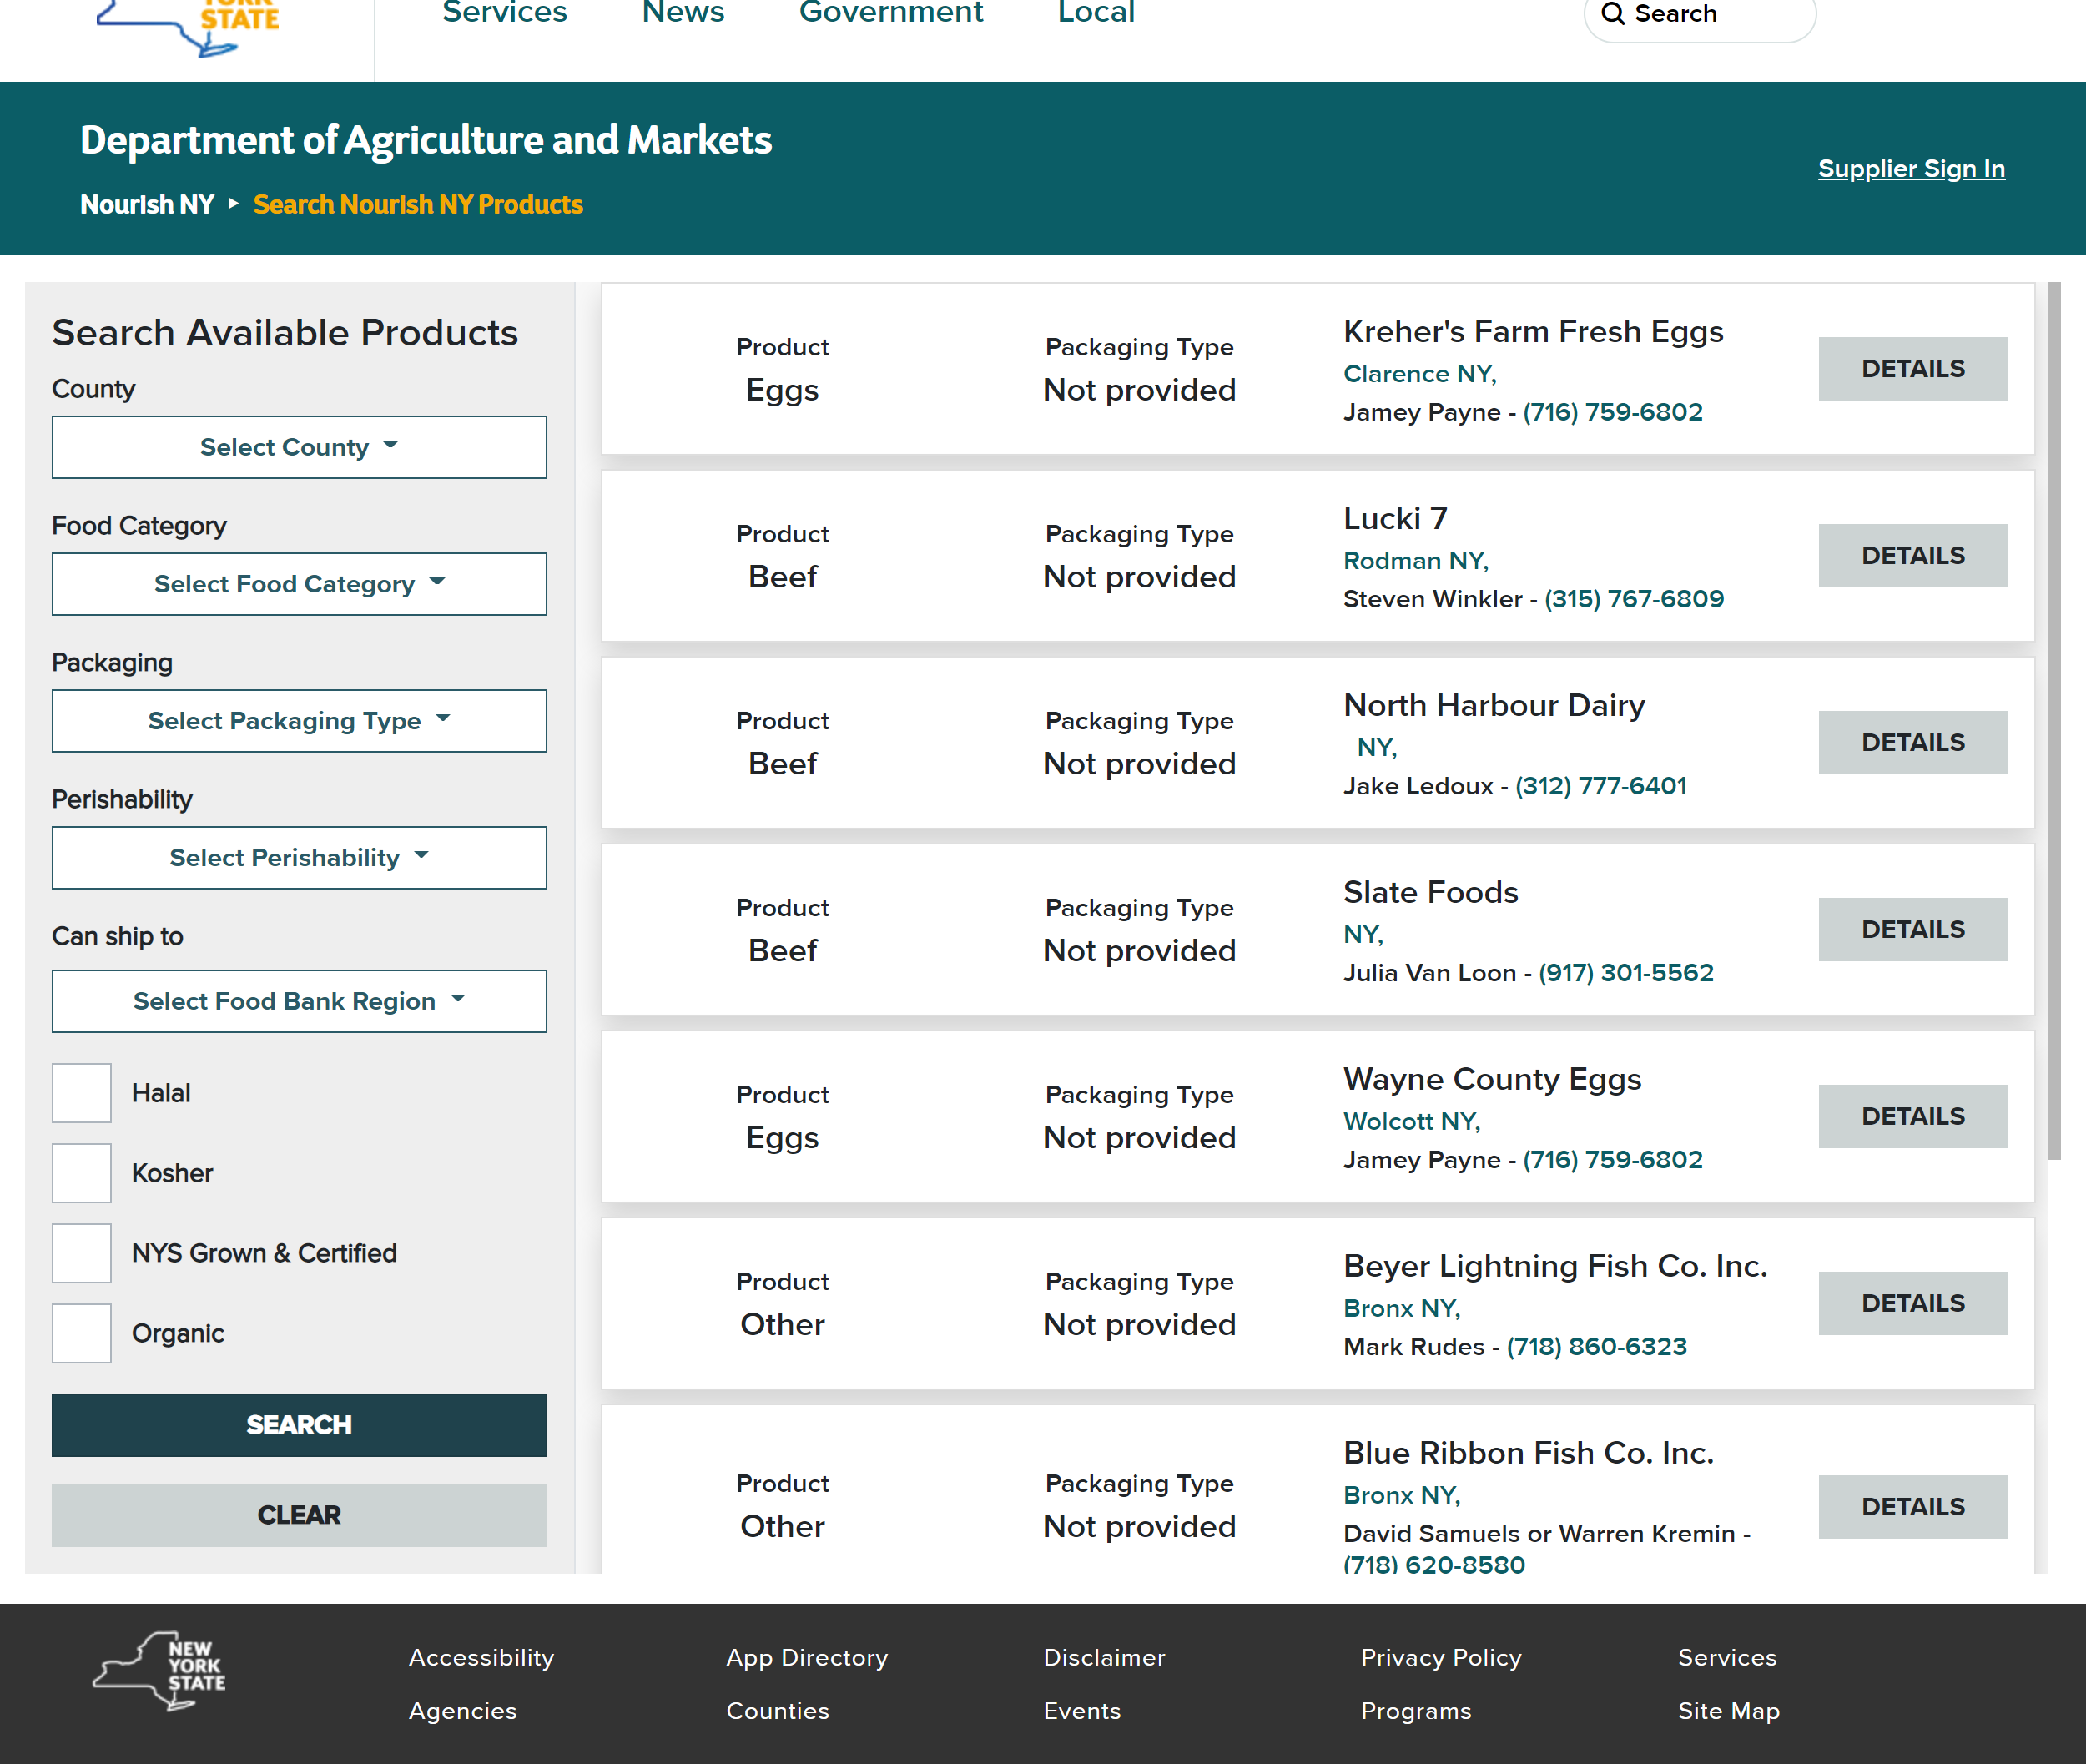 YORK
STATE
Services
News
Government
Local
Search
Department of Agriculture and Markets
Supplier Sign In
Nourish NY
Search Nourish NY Products
Search Available Products
County
Select County
Food Category
Select Food Category
Packaging
Select Packaging Type
Perishability
Select Perishability
Can ship to
Select Food Bank Region
Halal
Kosher
NYS Grown & Certified
Organic
SEARCH
CLEAR
Product
Eggs
Packaging Type
Not provided
Kreher's Farm Fresh Eggs
Clarence NY,
Jamey Payne - (716) 759-6802
DETAILS
Product
Beef
Packaging Type
Not provided
Lucki 7
Rodman NY,
Steven Winkler - (315) 767-6809
DETAILS
Product
Beef
Packaging Type
Not provided
North Harbour Dairy
NY,
Jake Ledoux - (312) 777-6401
DETAILS
Product
Beef
Packaging Type
Not provided
Slate Foods
NY,
Julia Van Loon - (917) 301-5562
DETAILS
Product
Eggs
Packaging Type
Not provided
Wayne County Eggs
Wolcott NY,
Jamey Payne - (716) 759-6802
DETAILS
Product
Other
Packaging Type
Not provided
Beyer Lightning Fish Co. Inc.
Bronx NY,
Mark Rudes - (718) 860-6323
DETAILS
Product
Other
Packaging Type
Not provided
Blue Ribbon Fish Co. Inc.
Bronx NY,
David Samuels or Warren Kremin -
(718) 620-8580
DETAILS
NEW
YORK
STATE
Accessibility
App Directory
Disclaimer
Privacy Policy
Services
Agencies
Counties
Events
Programs
Site Map